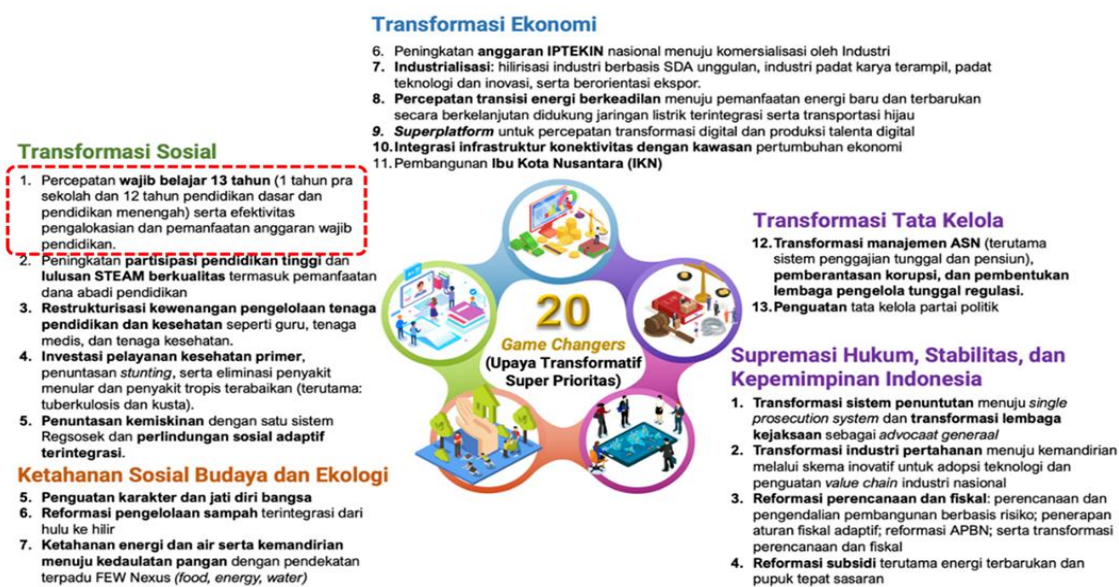 Transformasi Ekonomi
6. Peningkatan anggaran IPTEKIN nasional menuju komersialisasi oleh Industri
7. Industrialisasi: hilirisasi industri berbasis SDA unggulan, industri padat karya terampil, padat
teknologi dan inovasi, serta berorientasi ekspor.
8. Percepatan transisi energi berkeadilan menuju pemanfaatan energi baru dan terbarukan
secara berkelanjutan didukung jaringan listrik terintegrasi serta transportasi hijau
9. Superplatform untuk percepatan transformasi digital dan produksi talenta digital
10. Integrasi infrastruktur konektivitas dengan kawasan pertumbuhan ekonomi
11. Pembangunan Ibu Kota Nusantara (IKN)
Transformasi Sosial
1. Percepatan wajib belajar 13 tahun (1 tahun pra
sekolah dan 12 tahun pendidikan dasar dan
pendidikan menengah) serta efektivitas
pengalokasian dan pemanfaatan anggaran wajib
pendidikan.
2. Peningkatan partisipasi pendidikan tinggi dan
lulusan STEAM berkualitas termasuk pemanfaatan
dana abadi pendidikan
3. Restrukturisasi kewenangan pengelolaan tenaga
pendidikan dan kesehatan seperti guru, tenaga
medis, dan tenaga kesehatan.
4. Investasi pelayanan kesehatan primer,
penuntasan stunting, serta eliminasi penyakit
menular dan penyakit tropis terabaikan (terutama:
tuberkulosis dan kusta).
5. Penuntasan kemiskinan dengan satu sistem
Regsosek dan perlindungan sosial adaptif
terintegrasi.
Ketahanan Sosial Budaya dan Ekologi
5. Penguatan karakter dan jati diri bangsa
6. Reformasi pengelolaan sampah terintegrasi dari
hulu ke hilir
7. Ketahanan energi dan air serta kemandirian
menuju kedaulatan pangan dengan pendekatan
terpadu FEW Nexus (food, energy, water)
20
Game Changers
(Upaya Transformatif
Super Prioritas)
Transformasi Tata Kelola
12. Transformasi manajemen ASN (terutama
sistem penggajian tunggal dan pensiun),
pemberantasan korupsi, dan pembentukan
lembaga pengelola tunggal regulasi.
13. Penguatan tata kelola partai politik
Supremasi Hukum, Stabilitas, dan
Kepemimpinan Indonesia
1. Transformasi sistem penuntutan menuju single
prosecution system dan transformasi lembaga
kejaksaan sebagai advocaat generaal
2. Transformasi industri pertahanan menuju kemandirian
melalui skema inovatif untuk adopsi teknologi dan
penguatan value chain industri nasional
3. Reformasi perencanaan dan fiskal: perencanaan dan
pengendalian pembangunan berbasis risiko; penerapan
aturan fiskal adaptif; reformasi APBN; serta transformasi
perencanaan dan fiskal
4. Reformasi subsidi terutama energi terbarukan dan
pupuk tepat sasaran